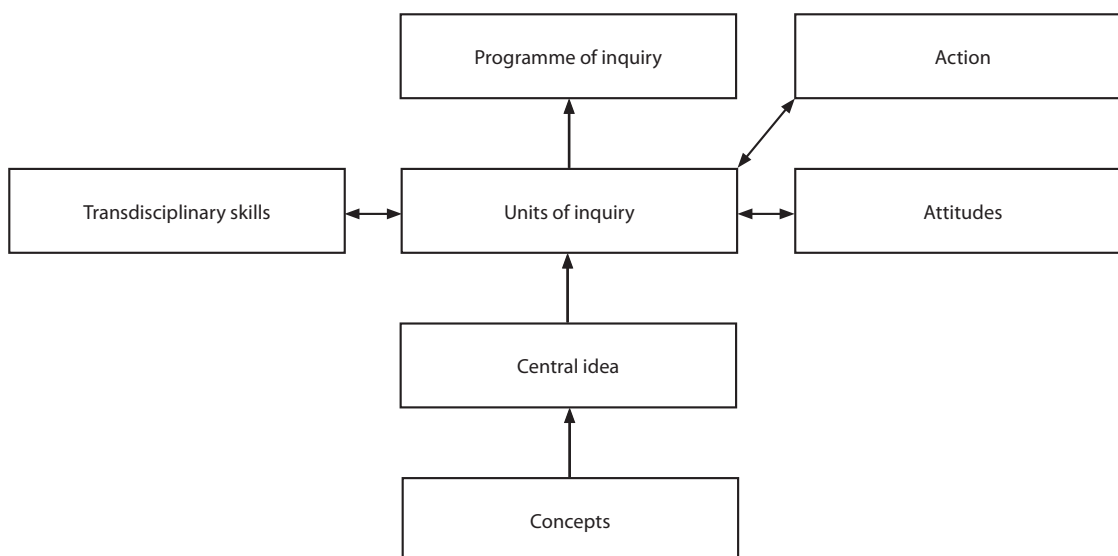 Programme of inquiry
Action
Transdisciplinary skills
Units of inquiry
Attitudes
Central idea
Concepts